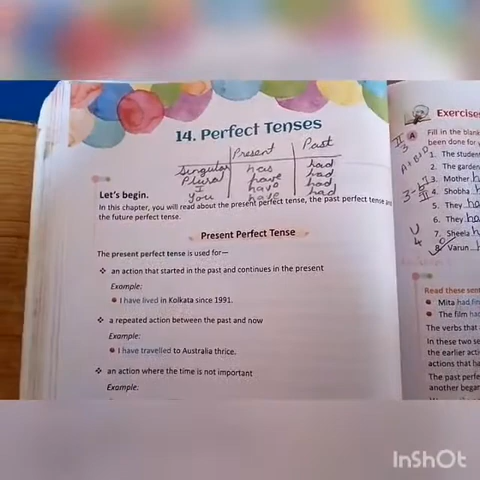 14. Perfect Tenses
Present Past
Singular has had
Plural have had
I have had
You have had
Let's begin.
In this chapter, you will read about the present perfect tense, the past perfect tense and
the future perfect tense.
Present Perfect Tense
The present perfect tense is used for—
❖ an action that started in the past and continues in the present
Example:
● I have lived in Kolkata since 1991.
❖ a repeated action between the past and now
Example:
● I have travelled to Australia thrice.
❖ an action where the time is not important
Example:
Exercises
A Fill in the blank
been done for y
1. The student
2. The garden
3. Mother
4. Shobha
5. They ha
6. They ha
7. Sheela h
8. Varun
A+B+D
Read these sent
● Mita had fin
● The film had
The verbs that
In these two se
the earlier acti
actions that ha
The past perfe
another began
InShOt